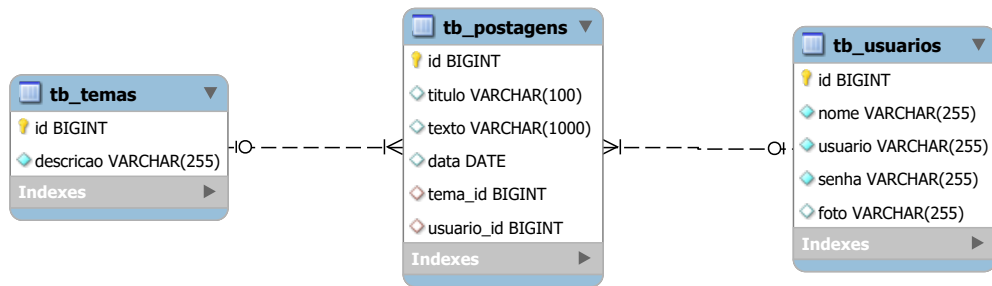 tb_temas
id BIGINT
descricao VARCHAR(255)
Indexes
tb_postagens
id BIGINT
titulo VARCHAR(100)
texto VARCHAR(1000)
data DATE
tema_id BIGINT
usuario_id BIGINT
Indexes
tb_usuarios
id BIGINT
nome VARCHAR(255)
usuario VARCHAR(255)
senha VARCHAR(255)
foto VARCHAR(255)
Indexes